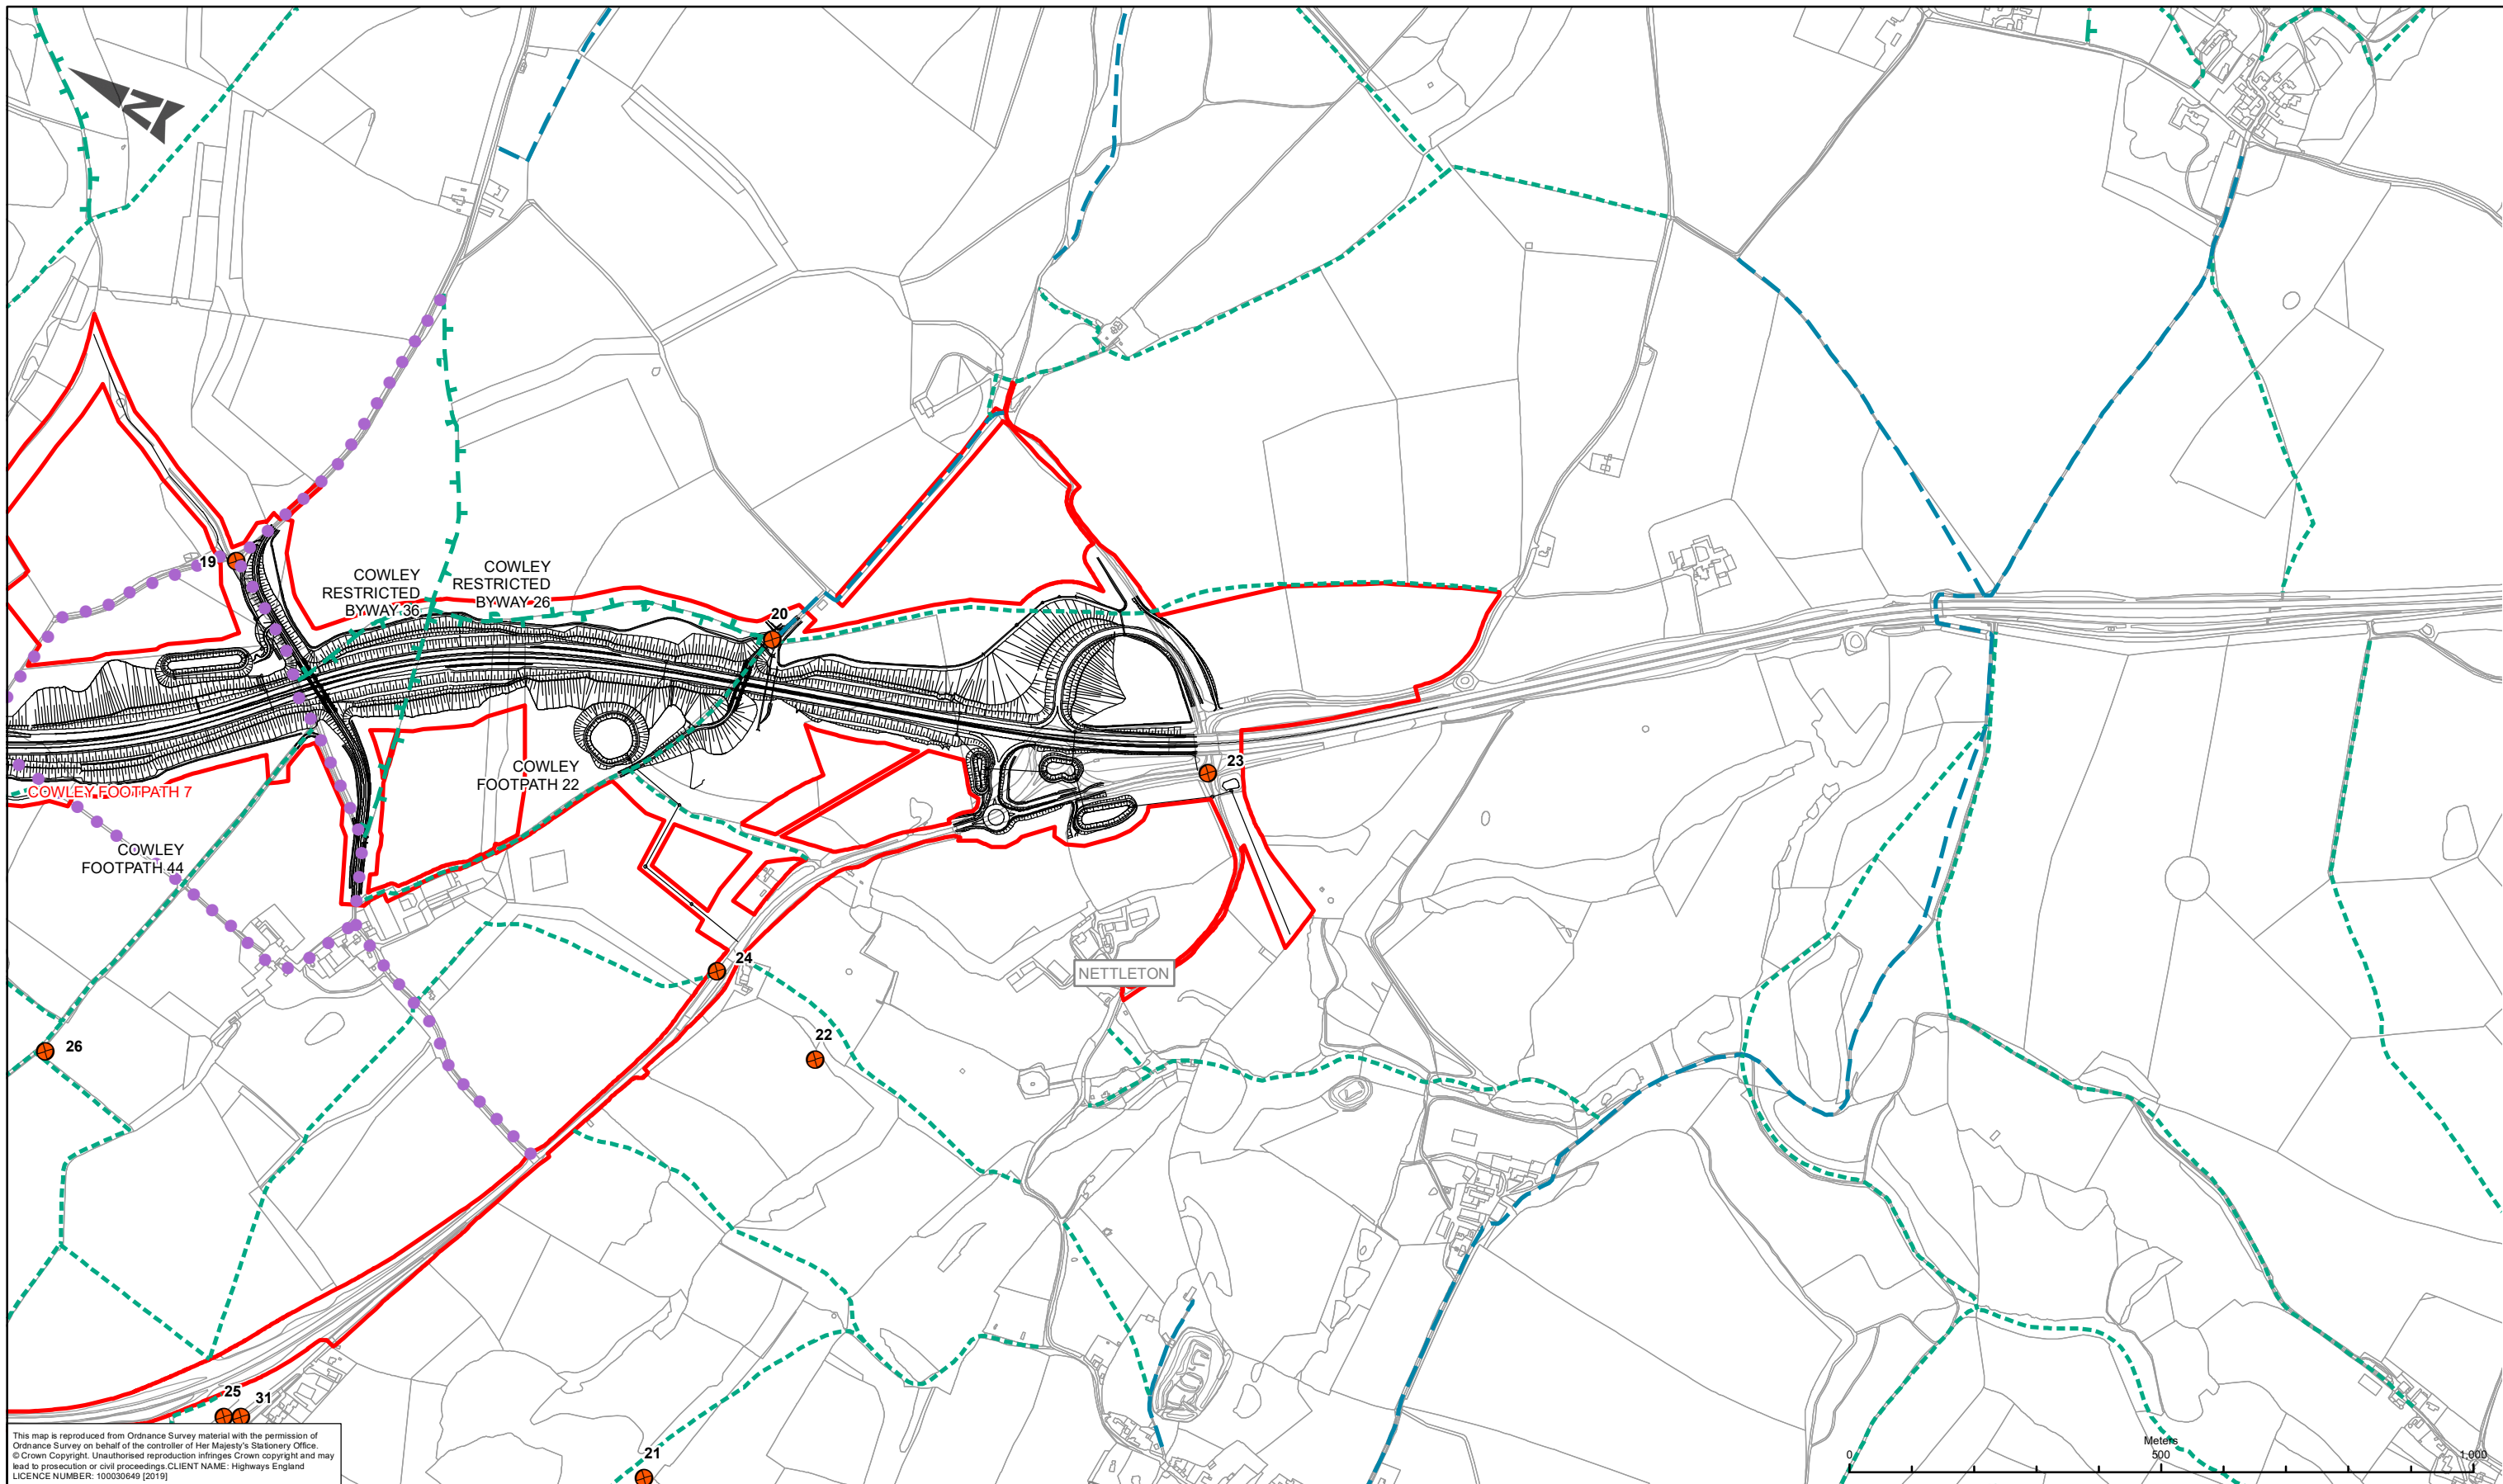 N
19
COWLEY
RESTRICTED
BYWAY 36
COWLEY
RESTRICTED
BYWAY 26
20
COWLEY
FOOTPATH 22
23
COWLEY FOOTPATH 7
COWLEY
FOOTPATH 44
24
NETTLETON
22
26
25
31
21
This map is reproduced from Ordnance Survey material with the permission of
Ordnance Survey on behalf of the controller of Her Majesty's Stationery Office.
© Crown Copyright. Unauthorised reproduction infringes Crown copyright and may
lead to prosecution or civil proceedings.CLIENT NAME: Highways England
LICENCE NUMBER: 100030649 [2019]
Meters
0 500 1,000